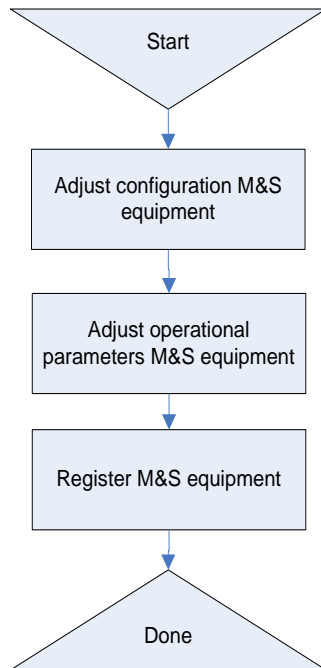 Start
Adjust configuration M&S
equipment
Adjust operational
parameters M&S equipment
Register M&S equipment
Done